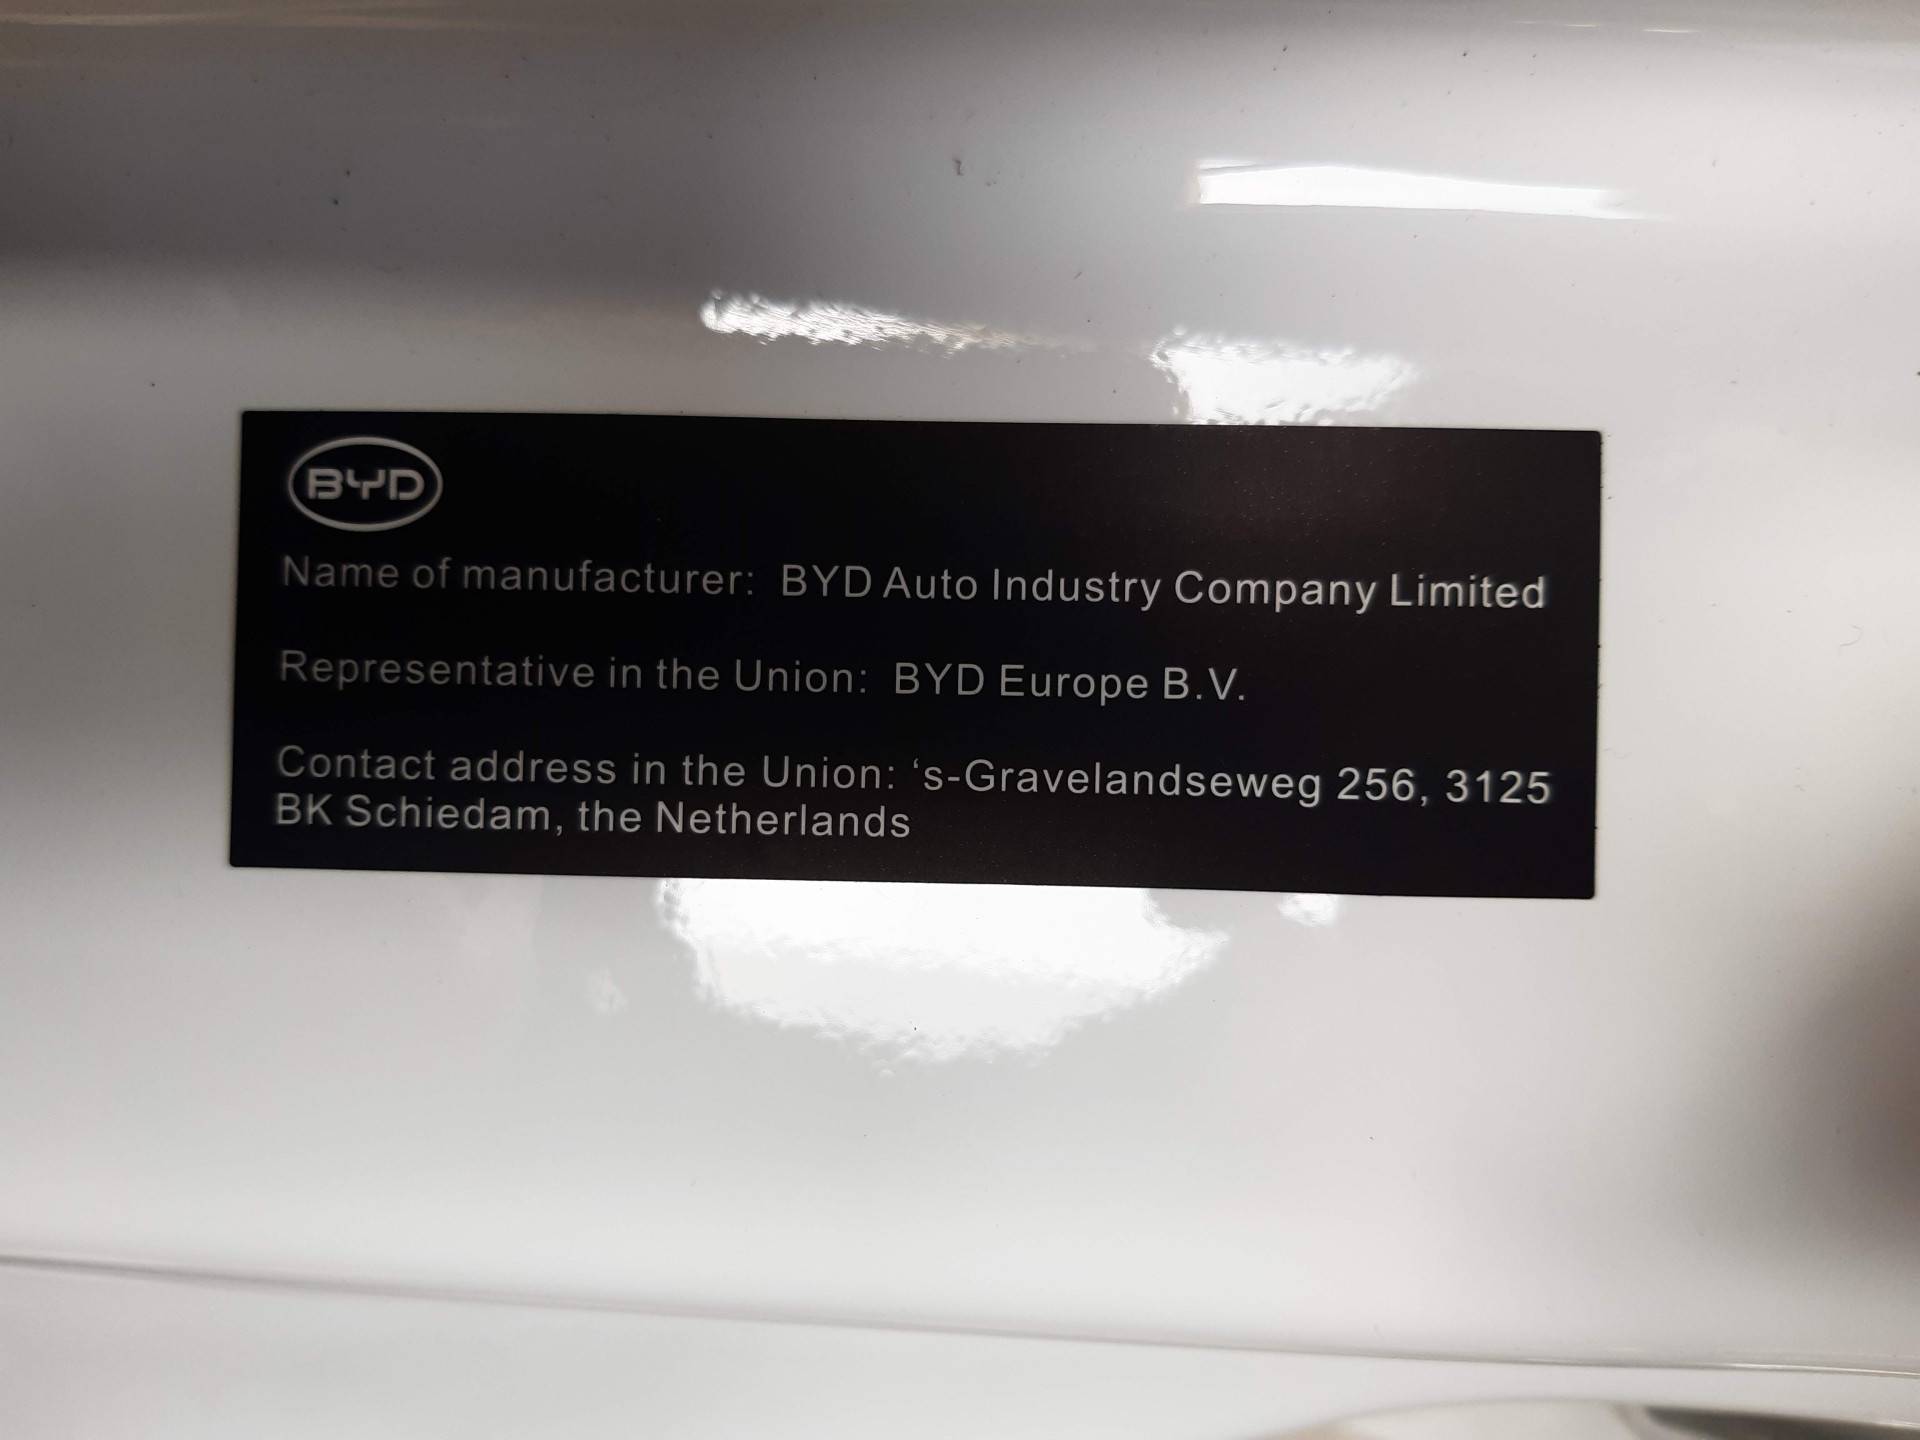 BYD
Name of manufacturer: BYD Auto Industry Company Limited
Representative in the Union: BYD Europe B.V.
Contact address in the Union: ‘s-Gravelandseweg 256, 3125
BK Schiedam, the Netherlands